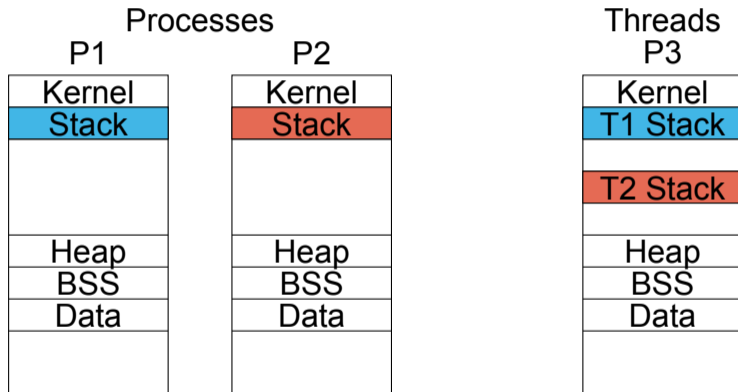 Processes
Threads
P1
P2
P3
Kernel
Kernel
Kernel
Stack
Stack
T1 Stack
T2 Stack
Heap
Heap
Heap
BSS
BSS
BSS
Data
Data
Data